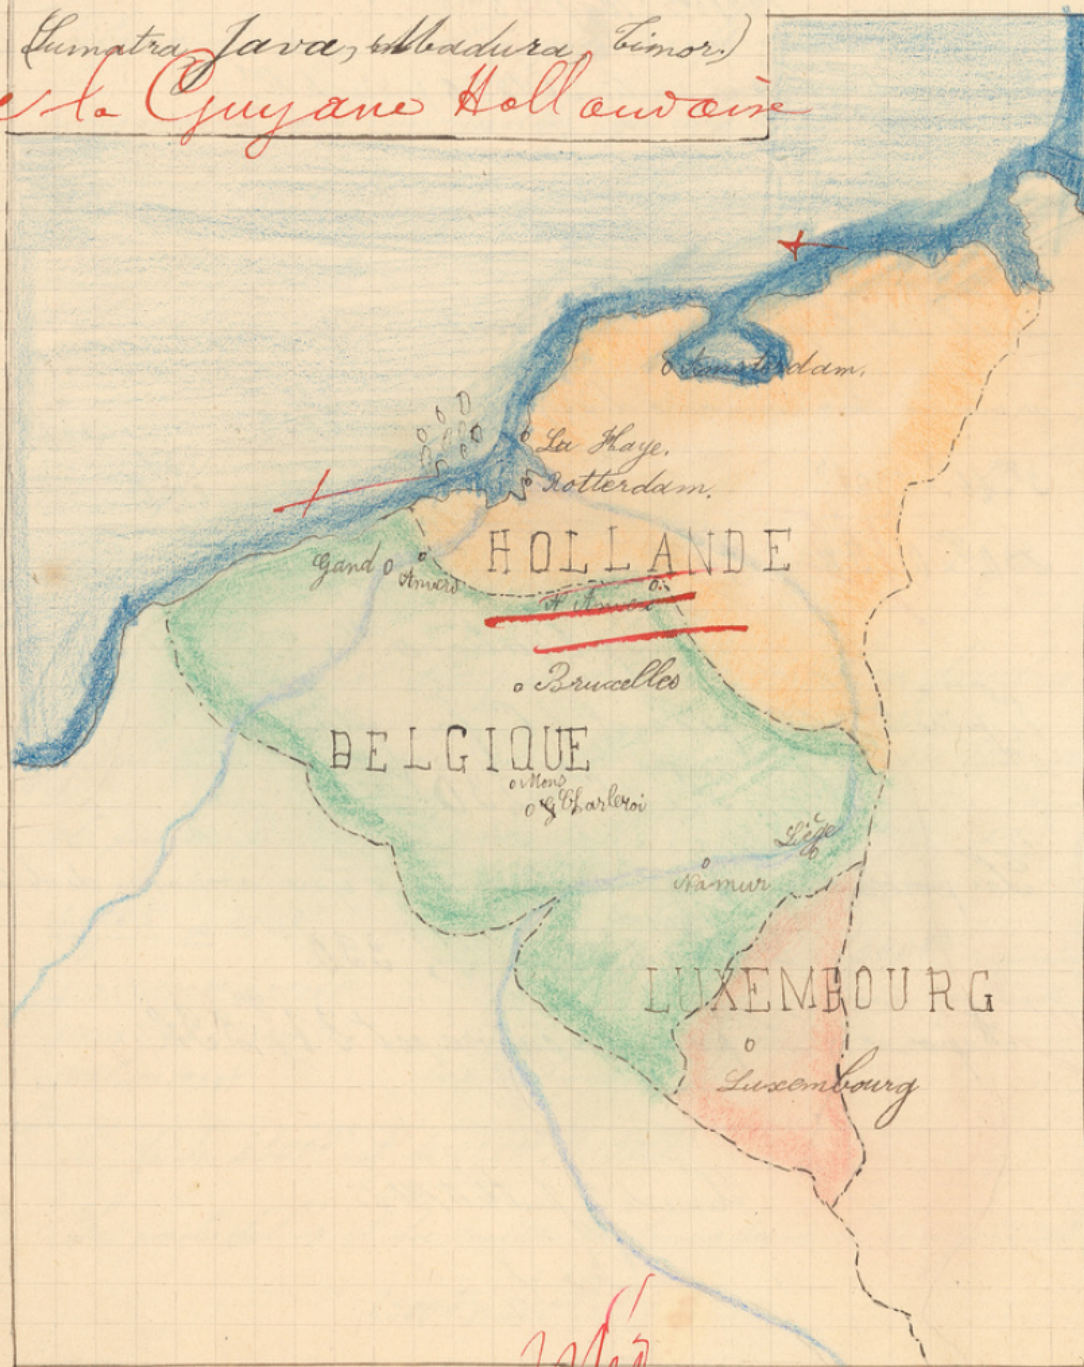 (Sumatra, Java, Madura, Timor.)
la Guyane Hollandaise
Amsterdam.
La Haye.
Rotterdam.
HOLLANDE
Gand
Anvers
Bruxelles
BELGIQUE
Mons
Charleroi
Liège
Namur
LUXEMBOURG
Luxembourg